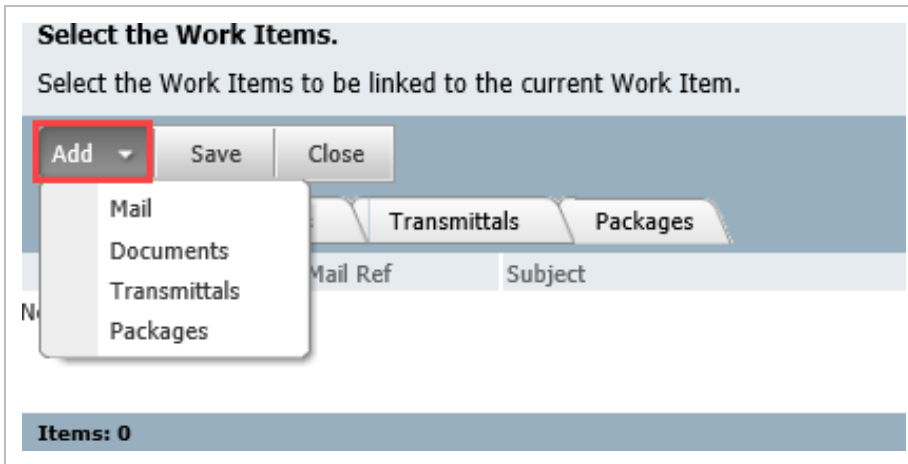 Select the Work Items.
Select the Work Items to be linked to the current Work Item.
Add Save Close
Mail
Transmittals Packages
Documents
Mail Ref Subject
Transmittals
Packages
Items: 0